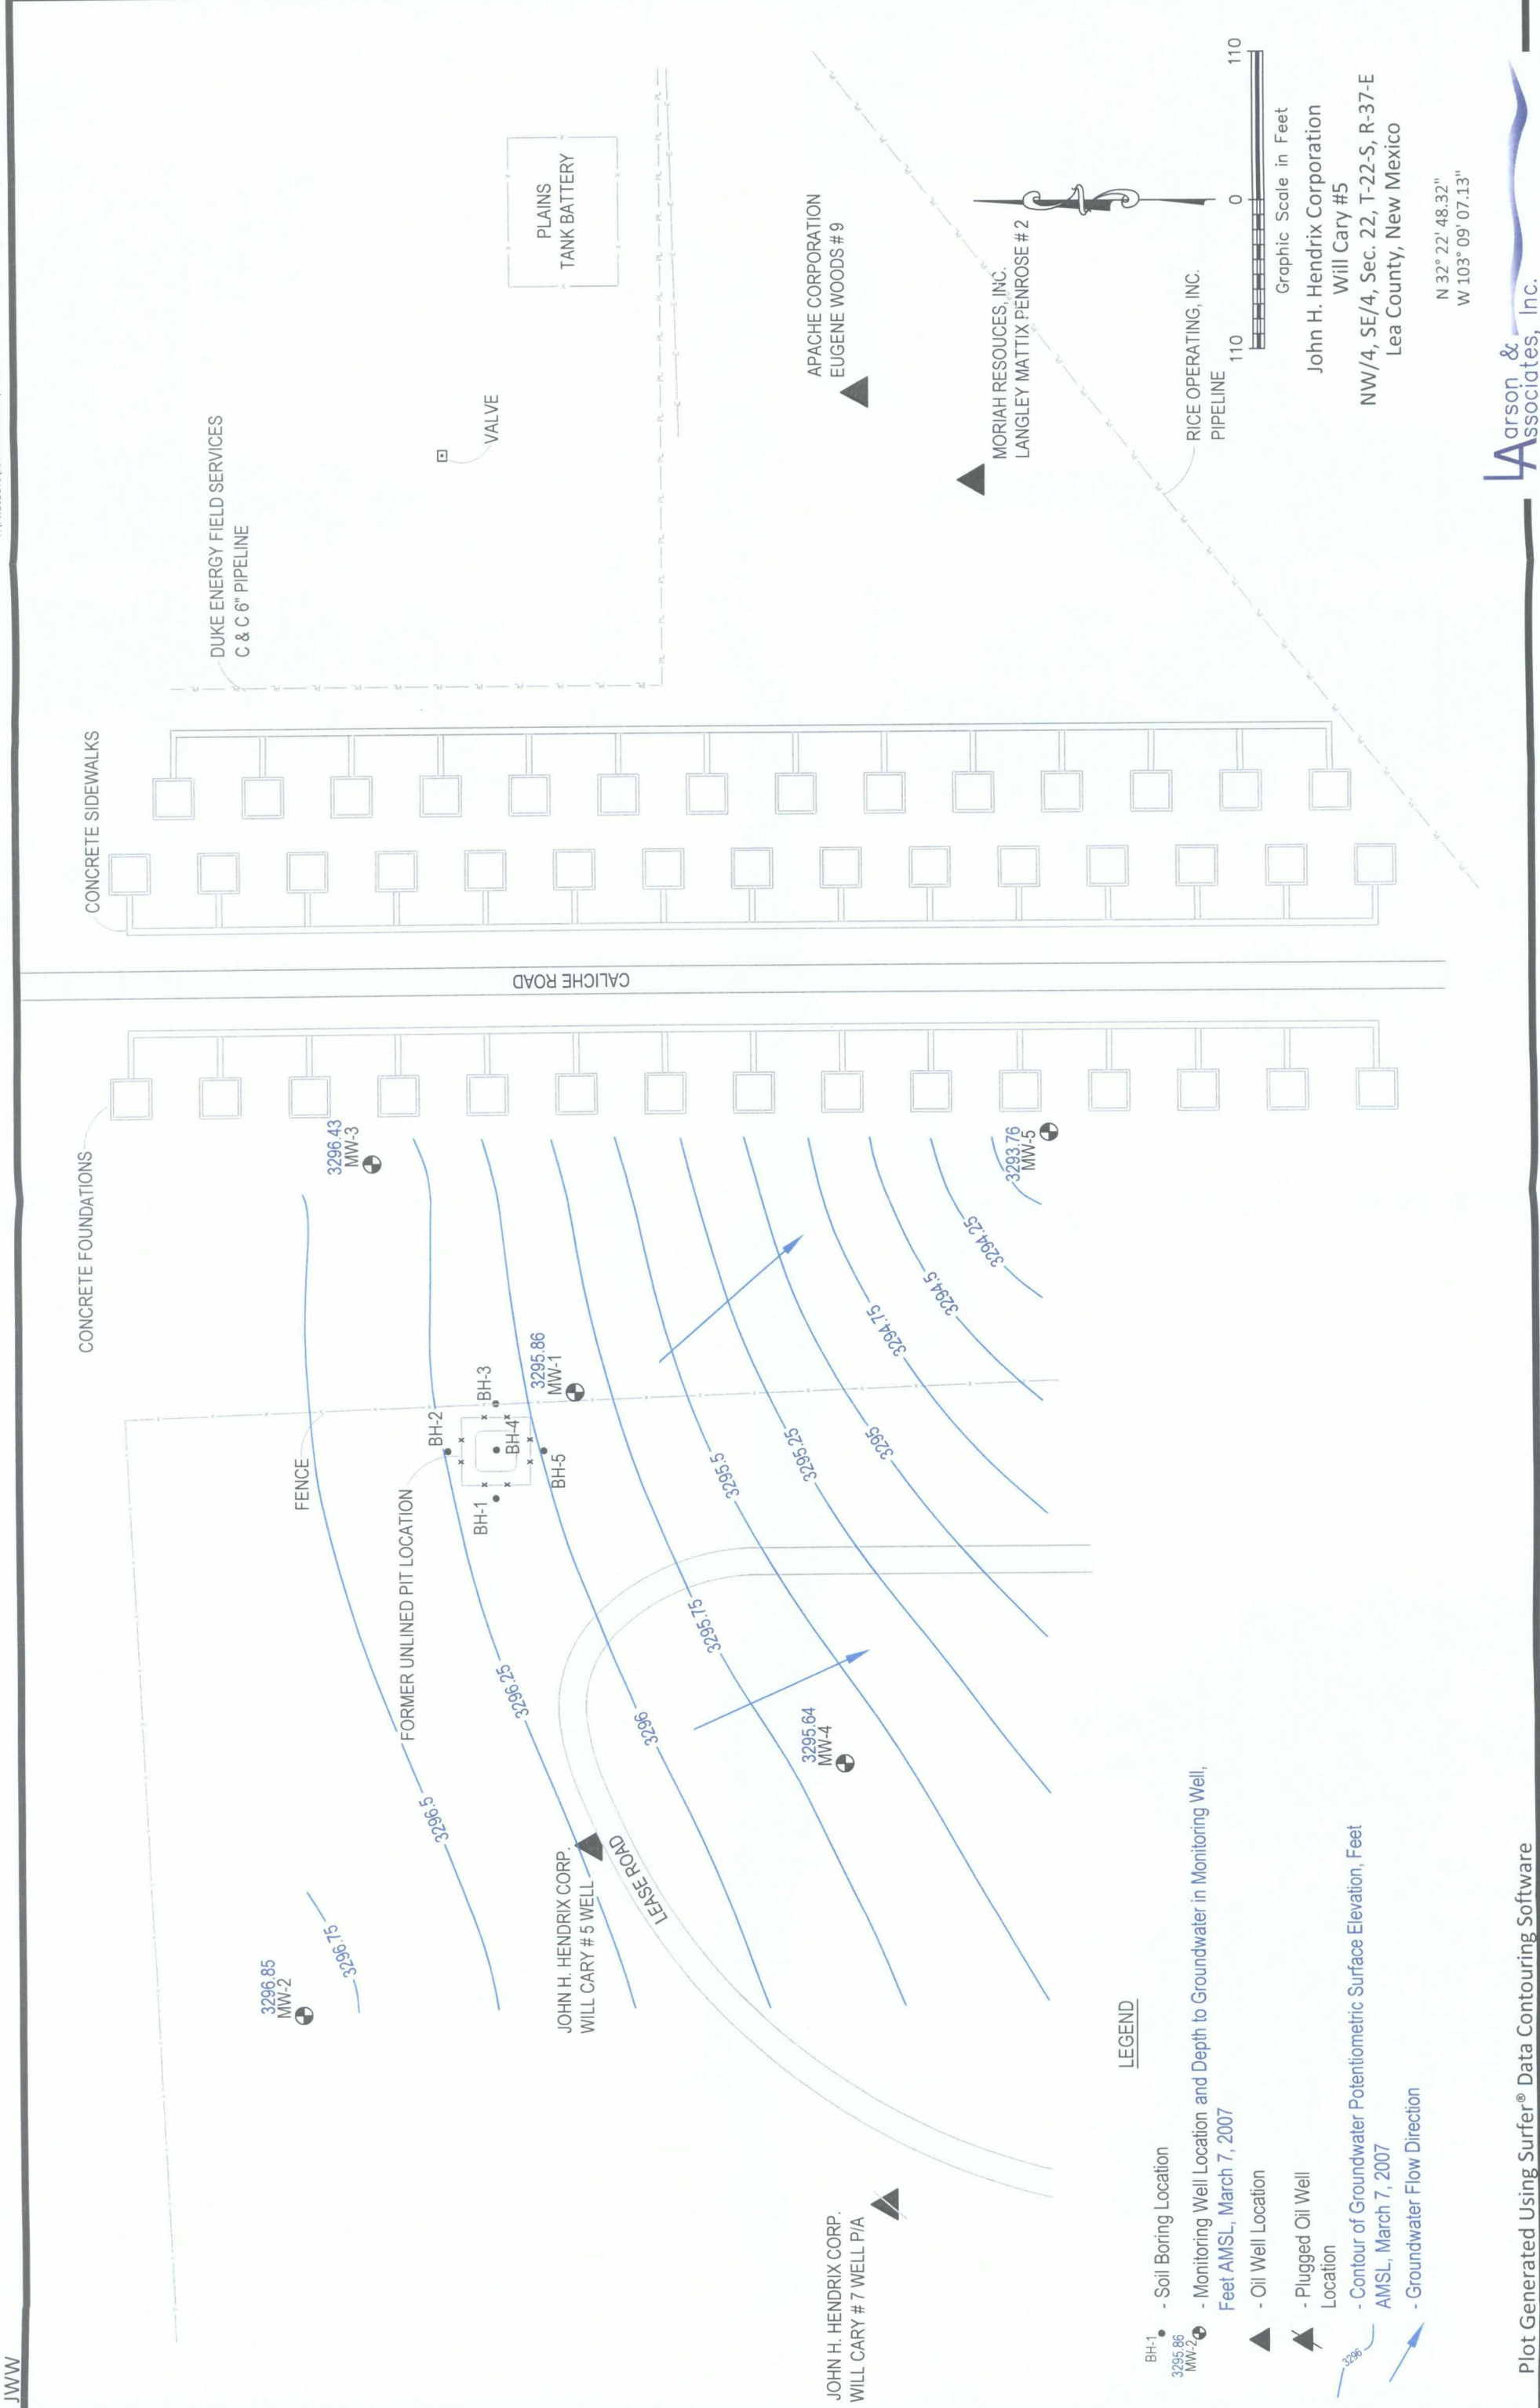 JWW
CONCRETE FOUNDATIONS
CONCRETE SIDEWALKS
CALICHE ROAD
DUKE ENERGY FIELD SERVICES
C & C 6" PIPELINE
VALVE
PLAINS
TANK BATTERY
APACHE CORPORATION
EUGENE WOODS # 9
MORIAH RESOUCES, INC.
LANGLEY MATTIX PENROSE # 2
RICE OPERATING, INC.
PIPELINE
3296.85
MW-2
3296.75
3296.43
MW-3
FENCE
3296.5
FORMER UNLINED PIT LOCATION
BH-2
BH-3
BH-1
BH-4
BH-5
3295.86
MW-1
3296.25
3296
JOHN H. HENDRIX CORP.
WILL CARY # 5 WELL
LEASE ROAD
3295.75
3295.5
3295.25
3295
3294.75
3294.5
3294.25
3295.64
MW-4
3293.76
MW-5
JOHN H. HENDRIX CORP.
WILL CARY # 7 WELL P/A
LEGEND
BH-1
- Soil Boring Location
3295.86
MW-2
- Monitoring Well Location and Depth to Groundwater in Monitoring Well,
Feet AMSL, March 7, 2007
- Oil Well Location
- Plugged Oil Well
Location
3296
- Contour of Groundwater Potentiometric Surface Elevation, Feet
AMSL, March 7, 2007
- Groundwater Flow Direction
110 0 110
Graphic Scale in Feet
John H. Hendrix Corporation
Will Cary #5
NW/4, SE/4, Sec. 22, T-22-S, R-37-E
Lea County, New Mexico
N 32° 22' 48.32"
W 103° 09' 07.13"
Larson &
Associates, Inc.
Plot Generated Using Surfer® Data Contouring Software